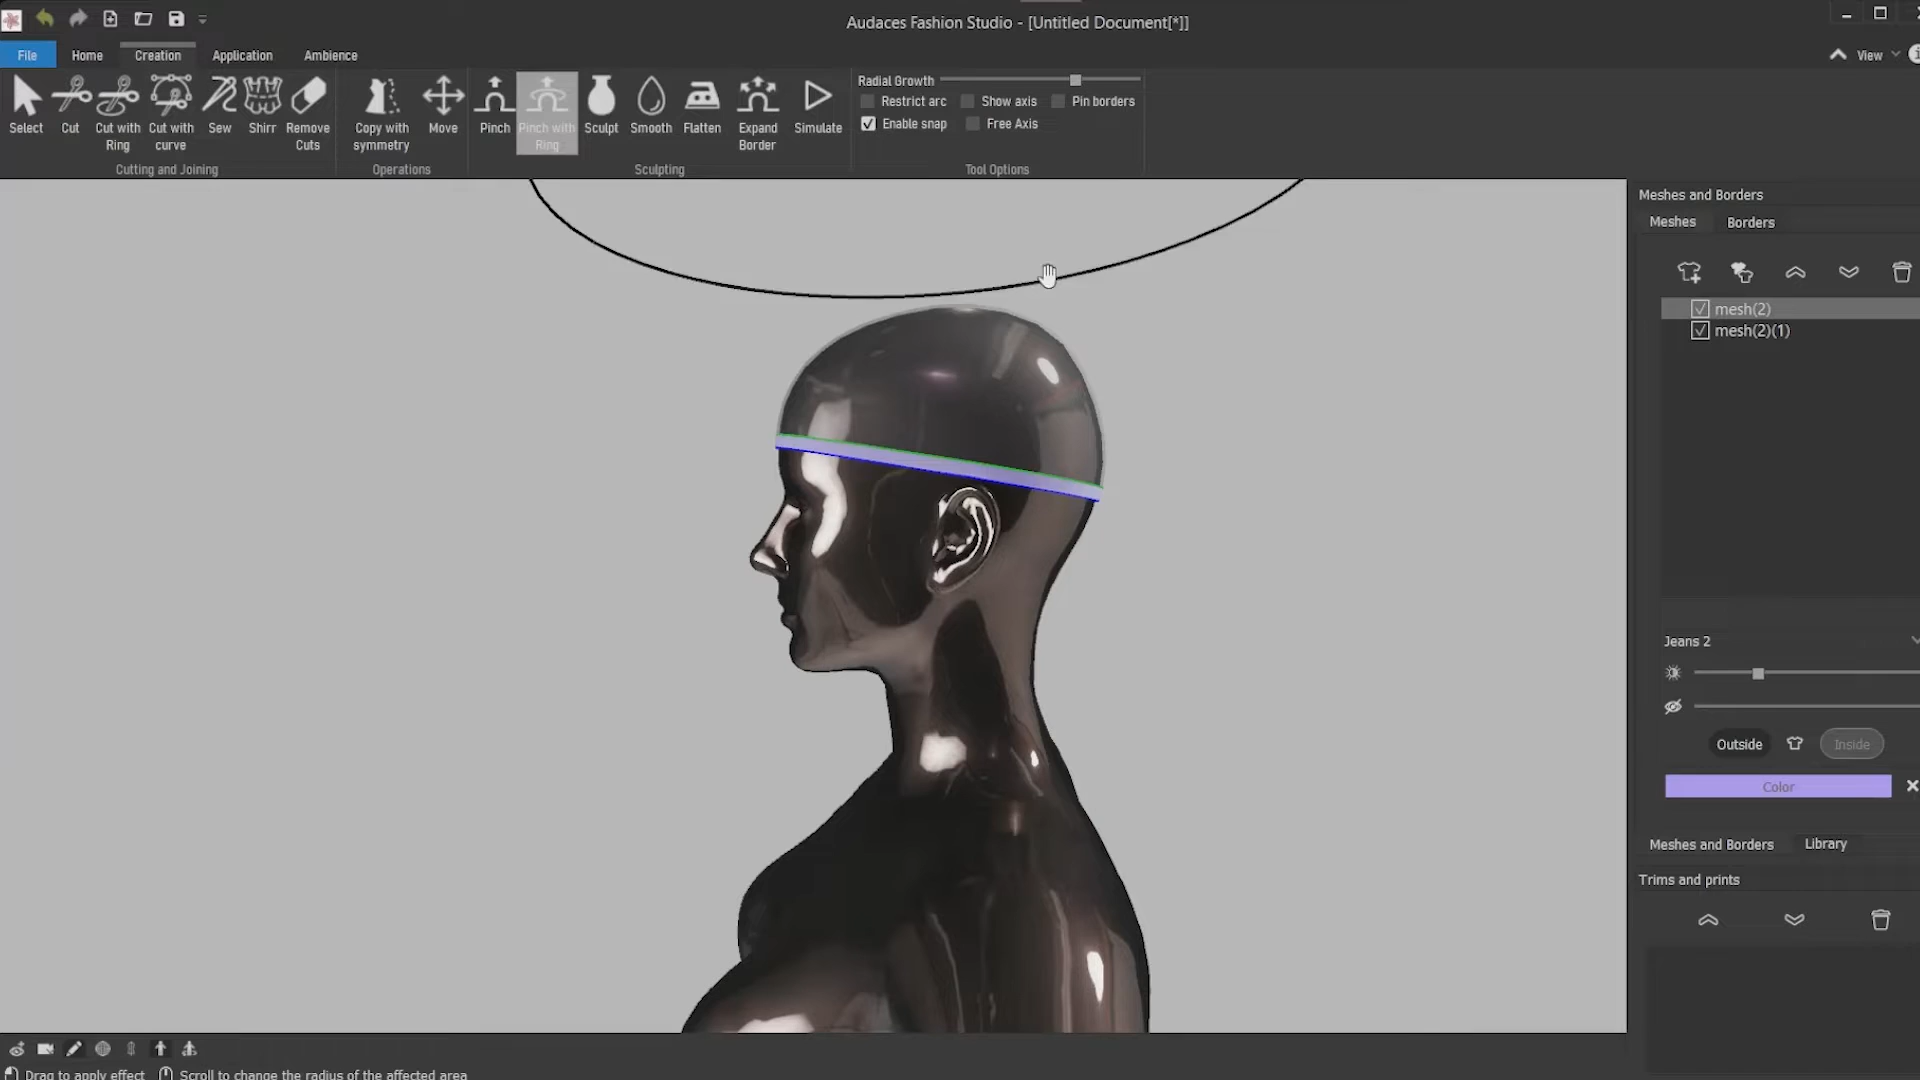 Audaces Fashion Studio - [Untitled Document[*]]
File Home Creation Application Ambience View
Select Cut Cut with Ring Cut with curve Sew Shirr Remove Cuts Copy with symmetry Move Pinch Pinch with Ring Sculpt Smooth Flatten Expand Border Simulate
Radial Growth
Restrict arc Show axis Pin borders
Enable snap Free Axis
Cutting and Joining Operations Sculpting Tool Options
Meshes and Borders
Meshes Borders
mesh(2)
mesh(2)(1)
Jeans 2
Outside Inside
Color
Meshes and Borders Library
Trims and prints
Drag to apply effect Scroll to change the radius of the affected area